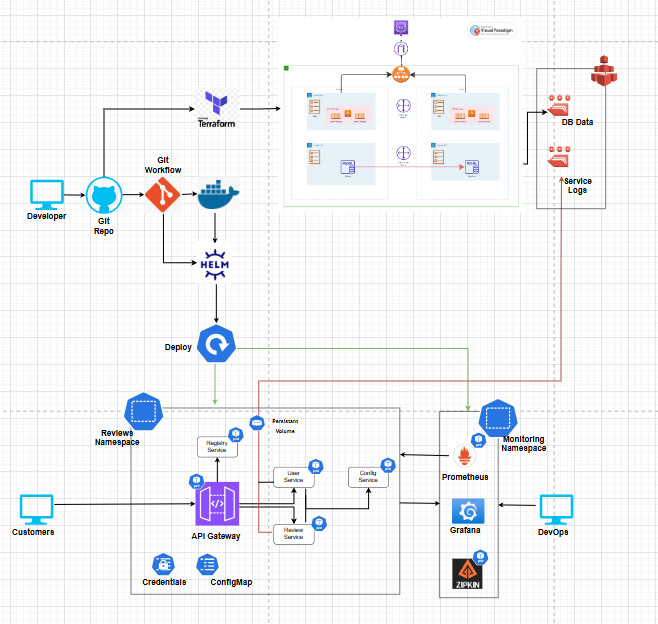 Visual Paradigm
Terraform
DB Data
Git
Workflow
Service
Logs
Developer
Git
Repo
HELM
Deploy
Reviews
Namespace
Persistant
Volume
Monitoring
Namespace
Registry
Service
User
Service
Config
Service
Prometheus
Customers
API Gateway
Review
Service
Grafana
DevOps
Credentials
ConfigMap
ZIPKIN